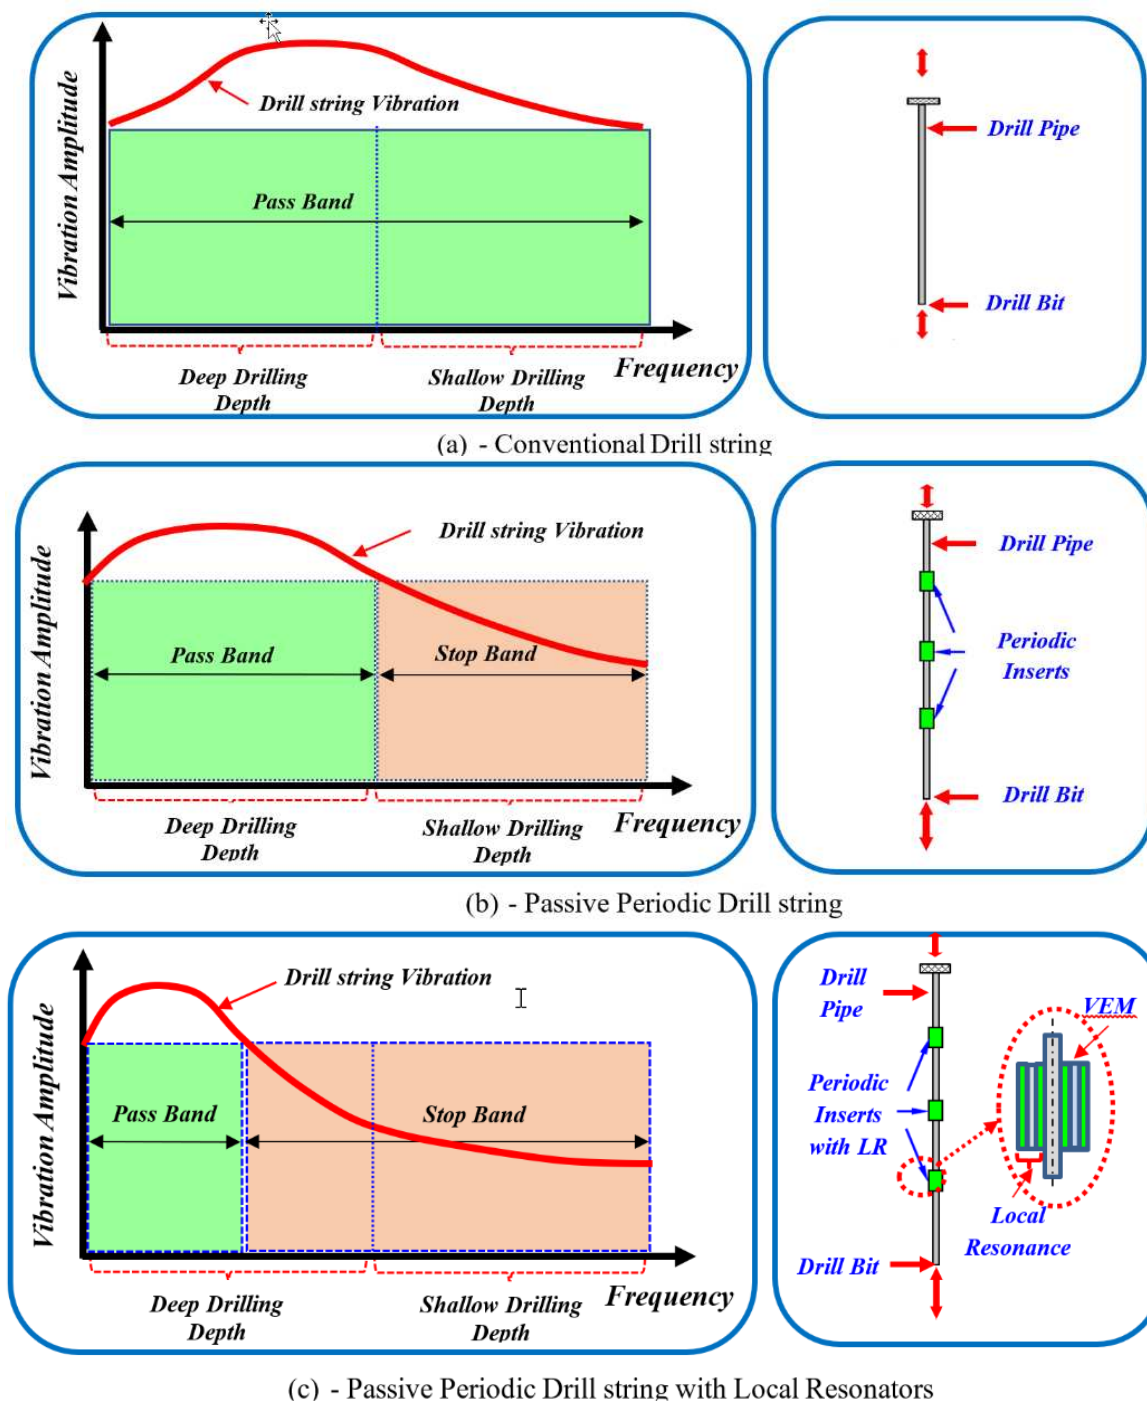 Vibration Amplitude
Drill string Vibration
Pass Band
Deep Drilling
Depth
Shallow Drilling
Depth
Frequency
Drill Pipe
Drill Bit
(a) - Conventional Drill string
Vibration Amplitude
Drill string Vibration
Pass Band
Stop Band
Deep Drilling
Depth
Shallow Drilling
Depth
Frequency
Drill Pipe
Periodic
Inserts
Drill Bit
(b) - Passive Periodic Drill string
Vibration Amplitude
Drill string Vibration
Pass Band
Stop Band
Deep Drilling
Depth
Shallow Drilling
Depth
Frequency
Drill
Pipe
VEM
Periodic
Inserts
with LR
Local
Resonance
Drill Bit
(c) - Passive Periodic Drill string with Local Resonators